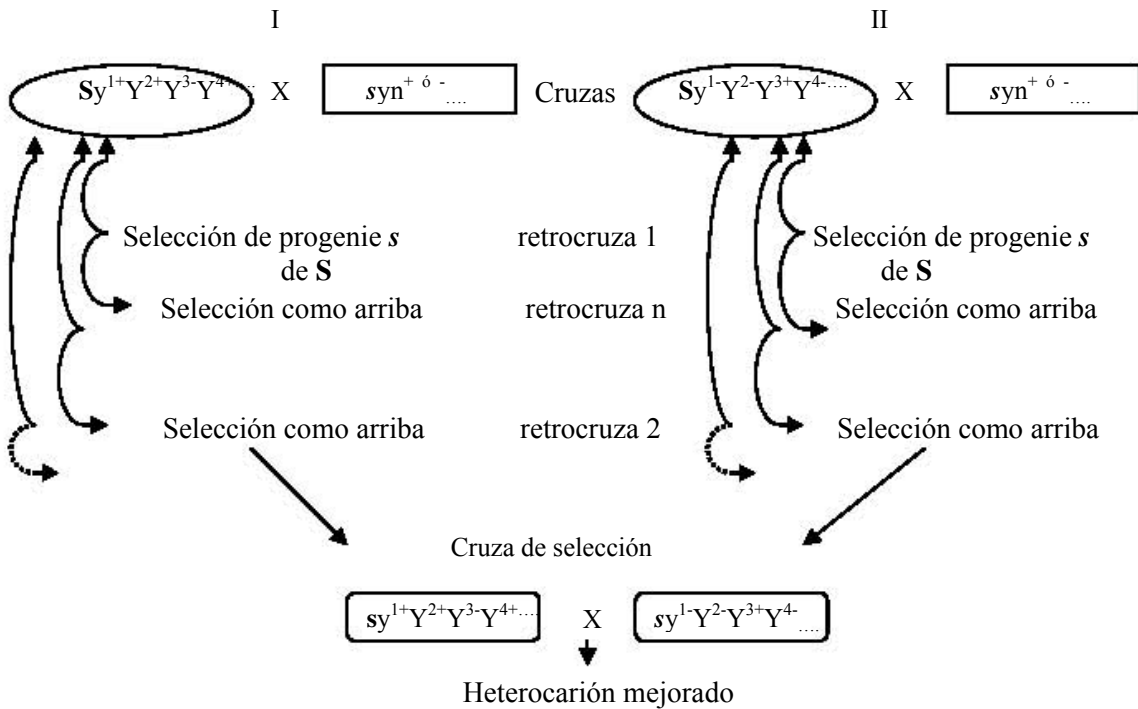 I II
Sy¹⁺Y²⁺Y³⁻Y⁴⁺.... X syn⁺ ó ⁻.... Cruzas Sy¹⁻Y²⁻Y³⁺Y⁴⁻.... X syn⁺ ó ⁻....
Selección de progenie s retrocruza 1 Selección de progenie s
de S de S
Selección como arriba retrocruza n Selección como arriba
Selección como arriba retrocruza 2 Selección como arriba
Cruza de selección
sy¹⁺Y²⁺Y³⁻Y⁴⁺.... X sy¹⁻Y²⁻Y³⁺Y⁴⁻....
Heterocarión mejorado